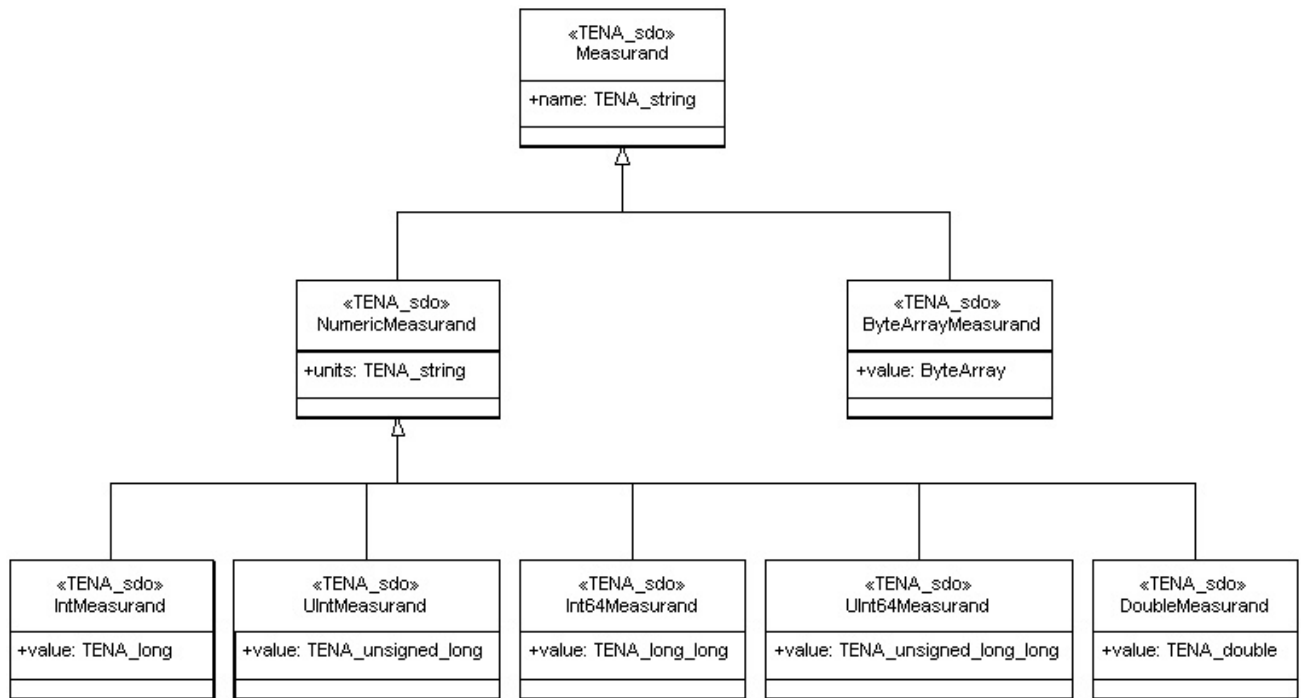 «TENA_sdo»
Measurand
+name: TENA_string
«TENA_sdo»
NumericMeasurand
+units: TENA_string
«TENA_sdo»
ByteArrayMeasurand
+value: ByteArray
«TENA_sdo»
IntMeasurand
+value: TENA_long
«TENA_sdo»
UIntMeasurand
+value: TENA_unsigned_long
«TENA_sdo»
Int64Measurand
+value: TENA_long_long
«TENA_sdo»
UInt64Measurand
+value: TENA_unsigned_long_long
«TENA_sdo»
DoubleMeasurand
+value: TENA_double